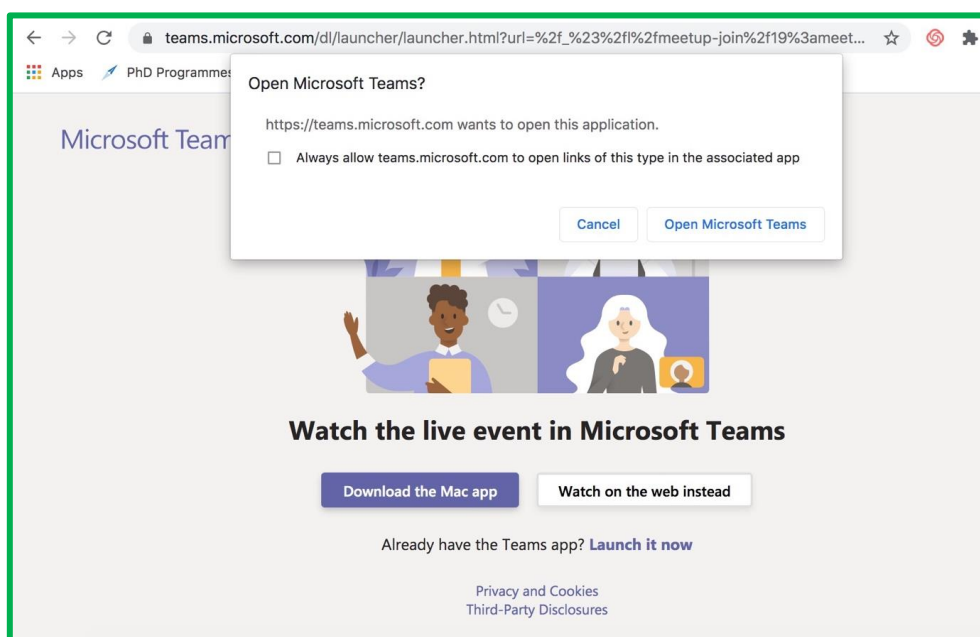 teams.microsoft.com/dl/launcher/launcher.html?url=%2f_%23%2fl%2fmeetup-join%2f19%3ameet...
Apps PhD Programmes
Open Microsoft Teams?
https://teams.microsoft.com wants to open this application.
Always allow teams.microsoft.com to open links of this type in the associated app
Cancel Open Microsoft Teams
Microsoft Team
Watch the live event in Microsoft Teams
Download the Mac app Watch on the web instead
Already have the Teams app? Launch it now
Privacy and Cookies
Third-Party Disclosures